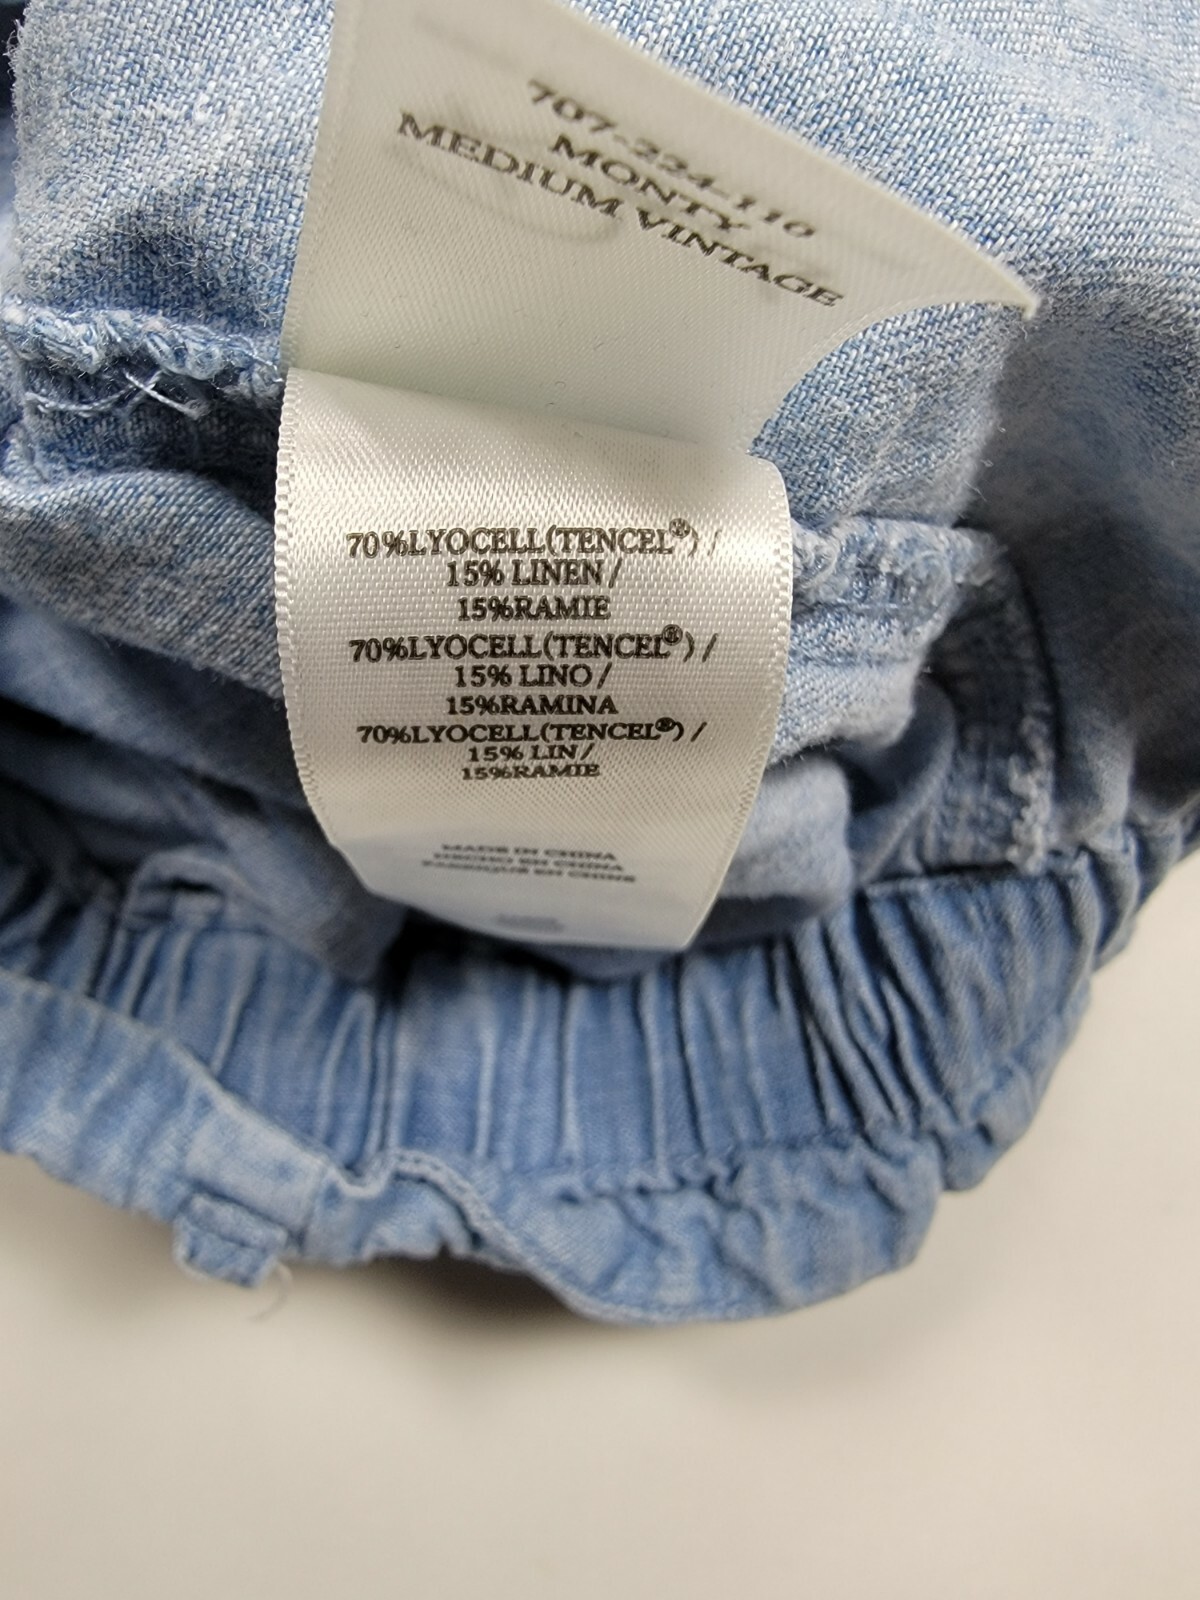 707-224-110
MONTY
MEDIUM VINTAGE
70%LYOCELL(TENCEL®) /
15% LINEN /
15%RAMIE
70%LYOCELL(TENCEL®) /
15% LINO /
15%RAMINA
70%LYOCELL(TENCEL®) /
15% LIN /
15%RAMIE
MADE IN CHINA
HECHO EN CHINA
FABRIQUE EN CHINE